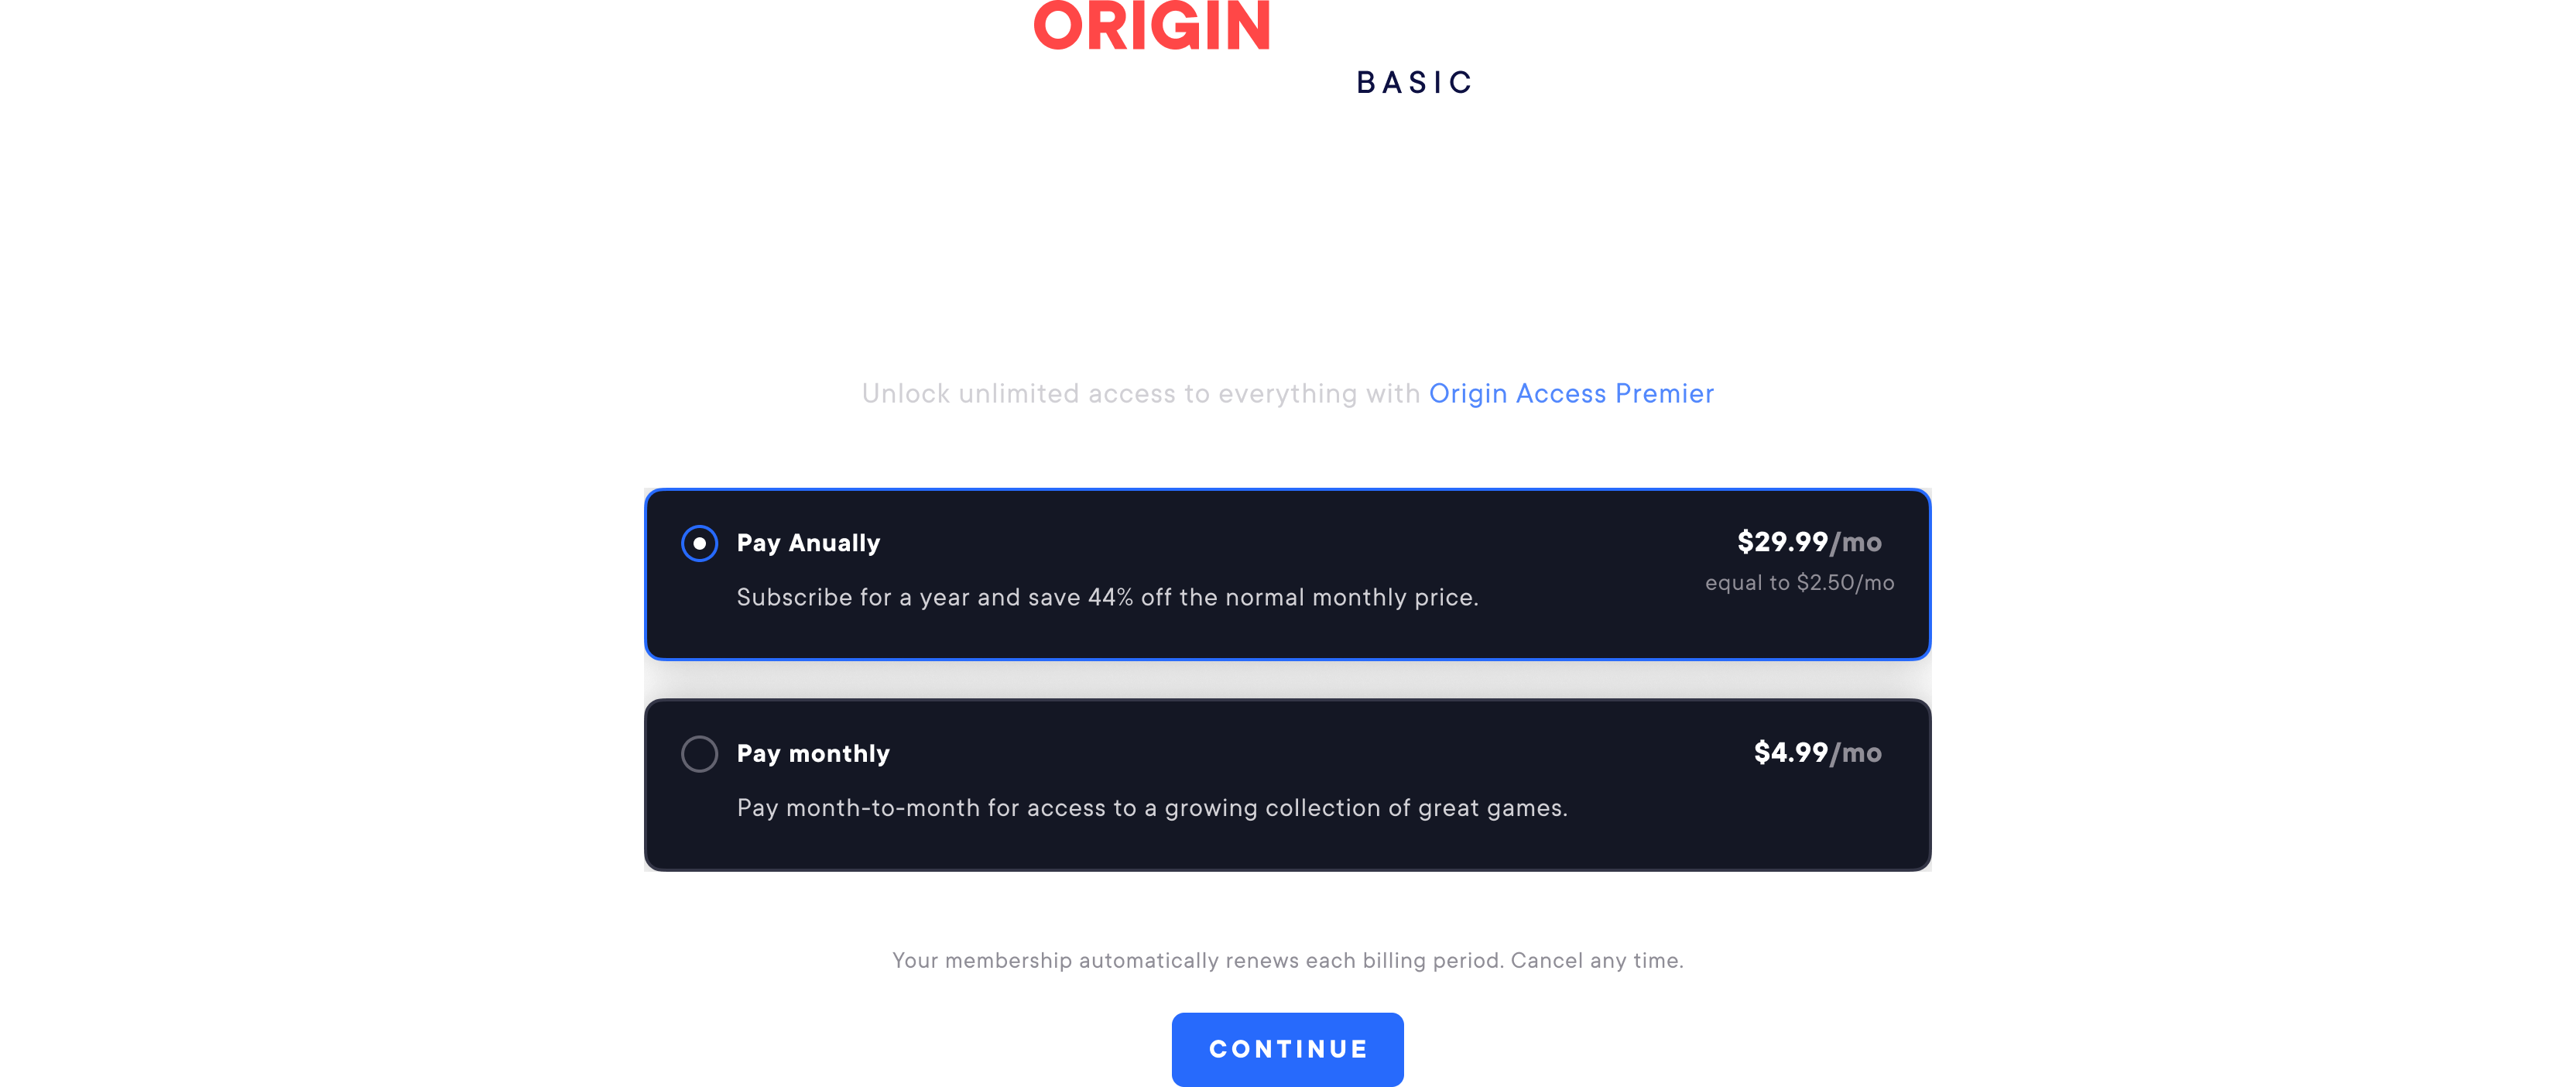 ORIGIN
BASIC
Unlock unlimited access to everything with Origin Access Premier
Pay Anually
$29.99/mo
equal to $2.50/mo
Subscribe for a year and save 44% off the normal monthly price.
Pay monthly
$4.99/mo
Pay month-to-month for access to a growing collection of great games.
Your membership automatically renews each billing period. Cancel any time.
CONTINUE